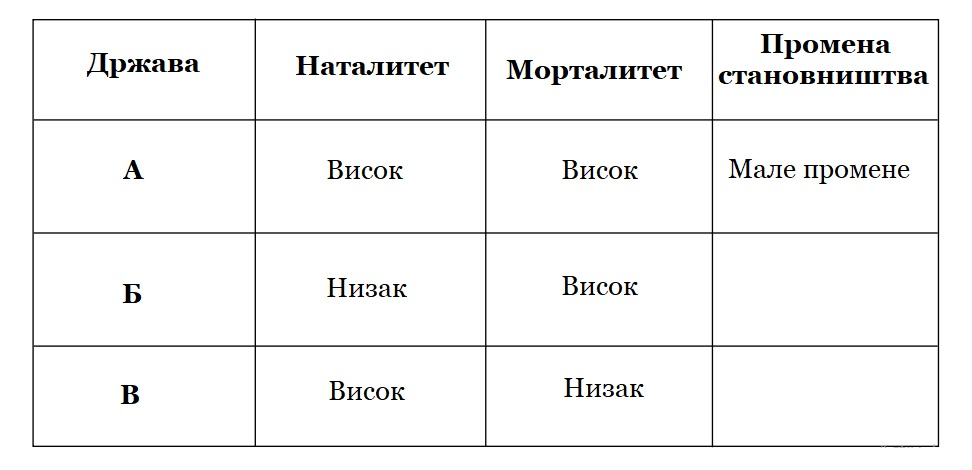 Држава Наталитет Морталитет Промена
становништва
А Висок Висок Мале промене
Б Низак Висок
В Висок Низак